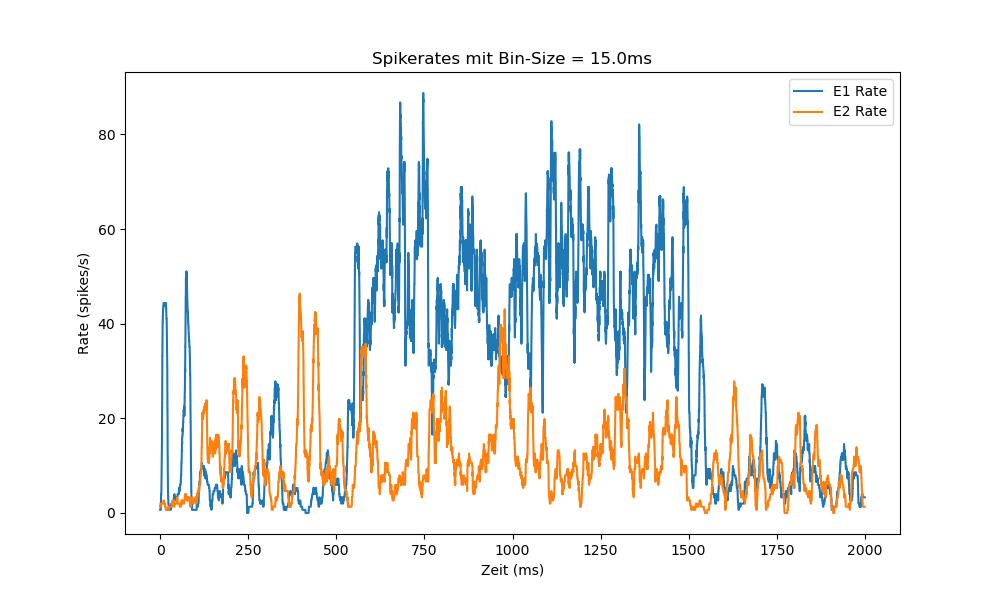 Spikerates mit Bin-Size = 15.0ms
E1 Rate
E2 Rate
80
60
40
20
0
Rate (spikes/s)
0 250 500 750 1000 1250 1500 1750 2000
Zeit (ms)